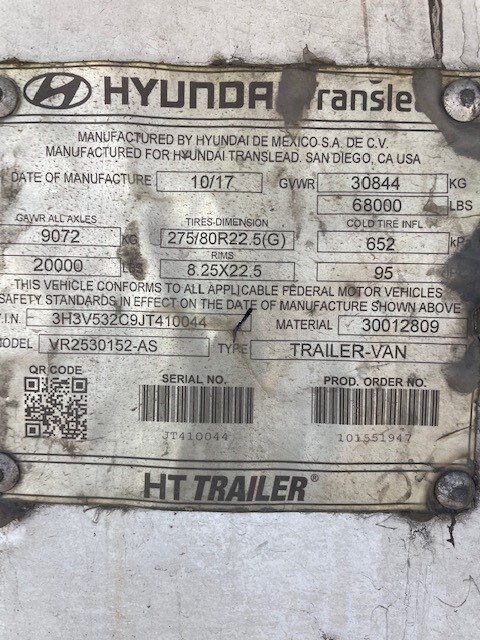 HYUNDAI Translead
MANUFACTURED BY HYUNDAI DE MEXICO S.A. DE C.V.
MANUFACTURED FOR HYUNDAI TRANSLEAD. SAN DIEGO, CA USA
DATE OF MANUFACTURE 10/17 GVWR 30844 KG
68000 LBS
GAWR ALL AXLES TIRES-DIMENSION COLD TIRE INFL
9072 KG 275/80R22.5(G) 652 kPa
RIMS
20000 LBS 8.25X22.5 95
THIS VEHICLE CONFORMS TO ALL APPLICABLE FEDERAL MOTOR VEHICLES
SAFETY STANDARDS IN EFFECT ON THE DATE OF MANUFACTURE SHOWN ABOVE
V.I.N. 3H3V532C9JT410044 MATERIAL 30012809
MODEL VR2530152-AS TYPE TRAILER-VAN
QR CODE SERIAL NO. PROD. ORDER NO.
JT410044 101551947
HT TRAILER®